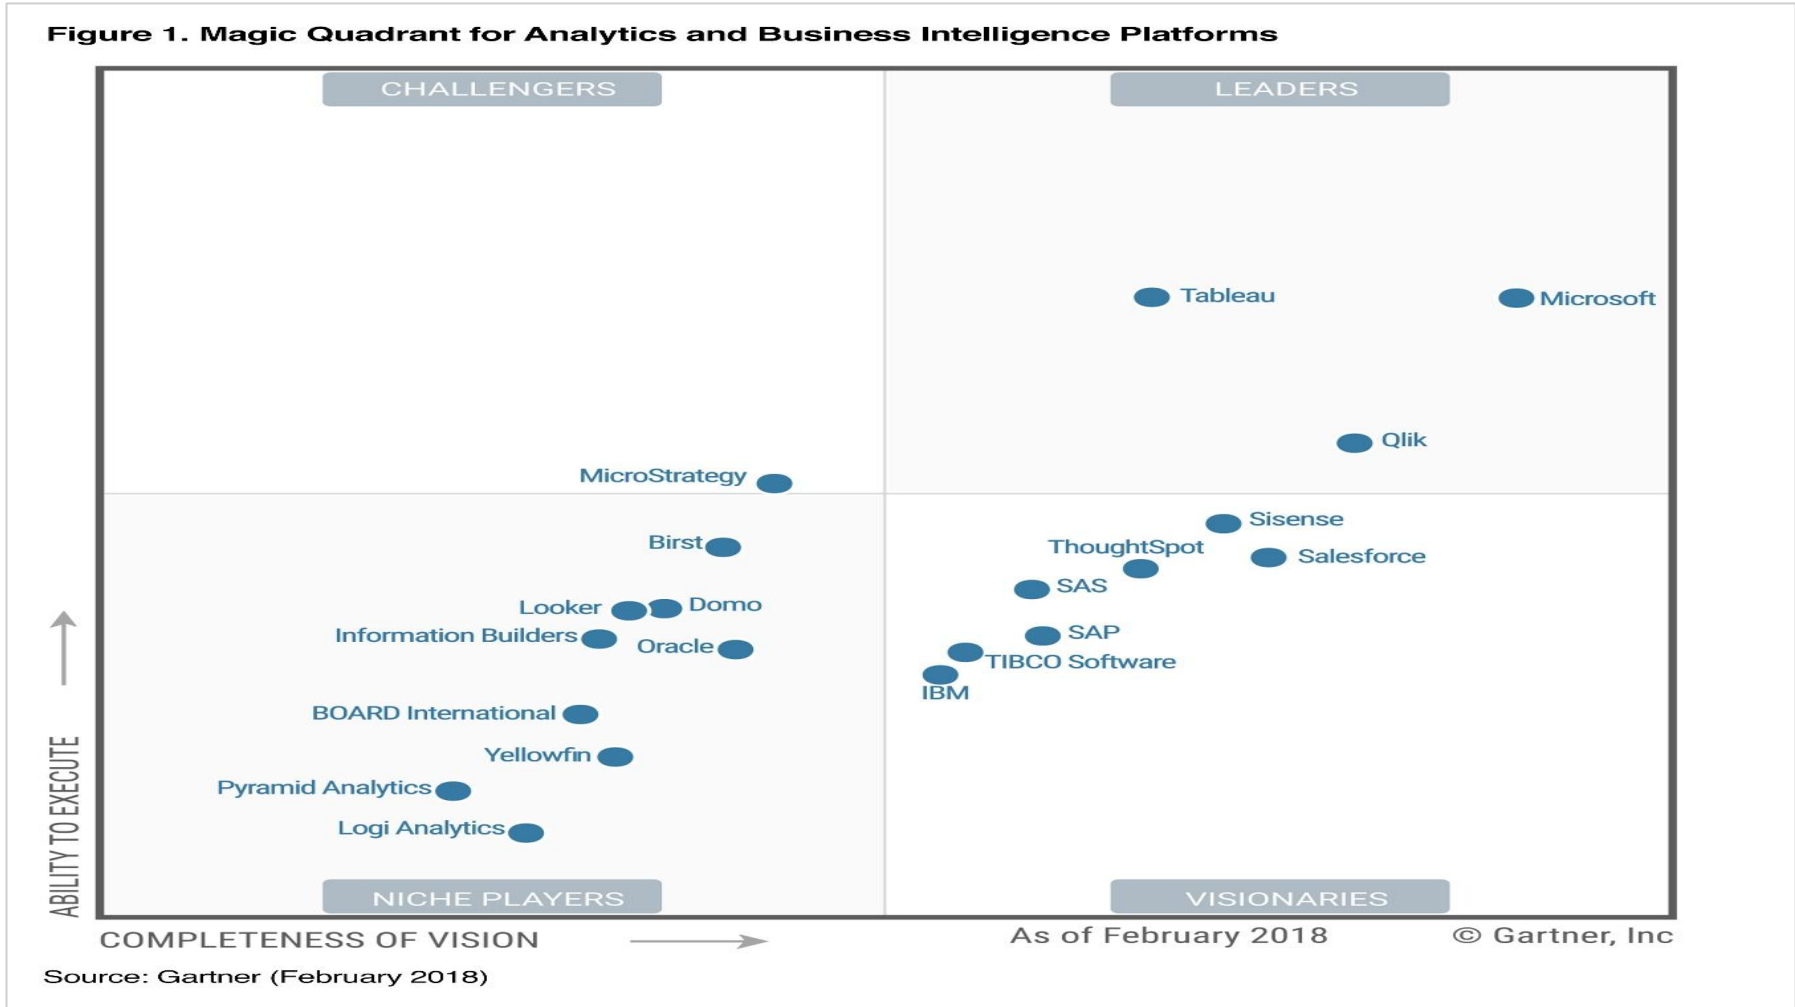 Figure 1. Magic Quadrant for Analytics and Business Intelligence Platforms
CHALLENGERS
LEADERS
Tableau
Microsoft
Qlik
MicroStrategy
Sisense
Birst
ThoughtSpot
Salesforce
SAS
Looker
Domo
Information Builders
Oracle
SAP
TIBCO Software
IBM
BOARD International
Yellowfin
Pyramid Analytics
Logi Analytics
ABILITY TO EXECUTE
NICHE PLAYERS
VISIONARIES
COMPLETENESS OF VISION
As of February 2018
© Gartner, Inc
Source: Gartner (February 2018)